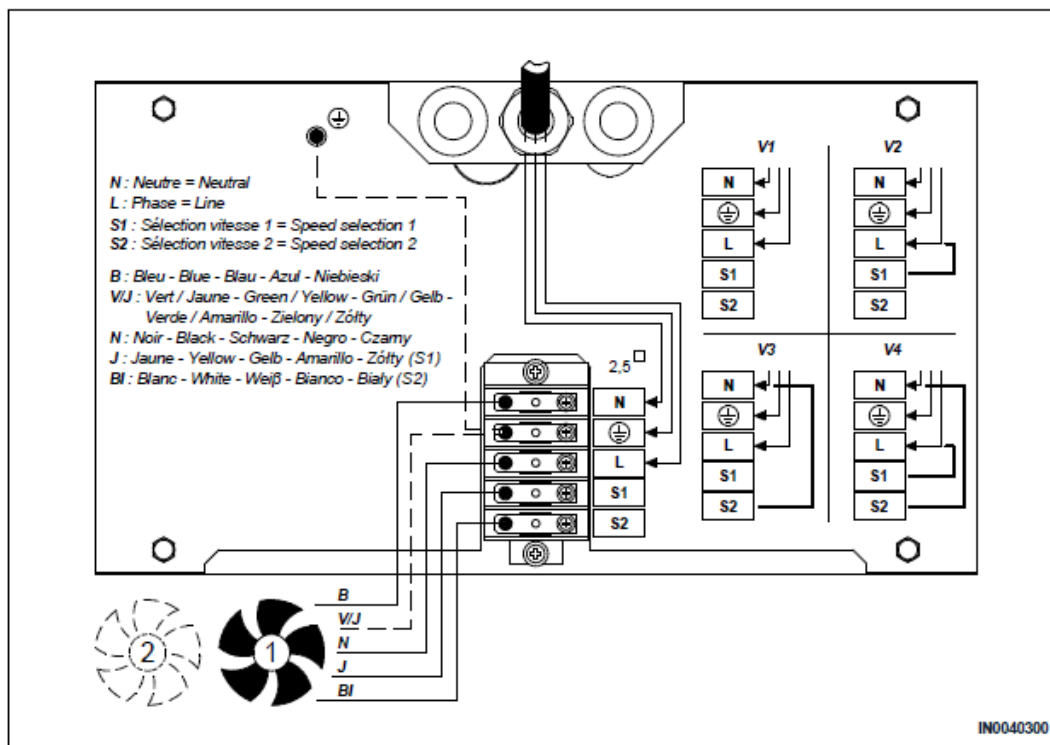 N : Neutre = Neutral
L : Phase = Line
S1 : Sélection vitesse 1 = Speed selection 1
S2 : Sélection vitesse 2 = Speed selection 2
B : Bleu - Blue - Blau - Azul - Niebieski
V/J : Vert / Jaune - Green / Yellow - Grün / Gelb -
Verde / Amarillo - Zielony / Zółty
N : Noir - Black - Schwarz - Negro - Czarny
J : Jaune - Yellow - Gelb - Amarillo - Zółty (S1)
Bl : Blanc - White - Weiβ - Bianco - Biały (S2)
2,5
N
L
S1
S2
V1
N
L
S1
S2
V2
N
L
S1
S2
V3
N
L
S1
S2
V4
N
L
S1
S2
B
V/J
N
J
Bl
2
1
IN0040300